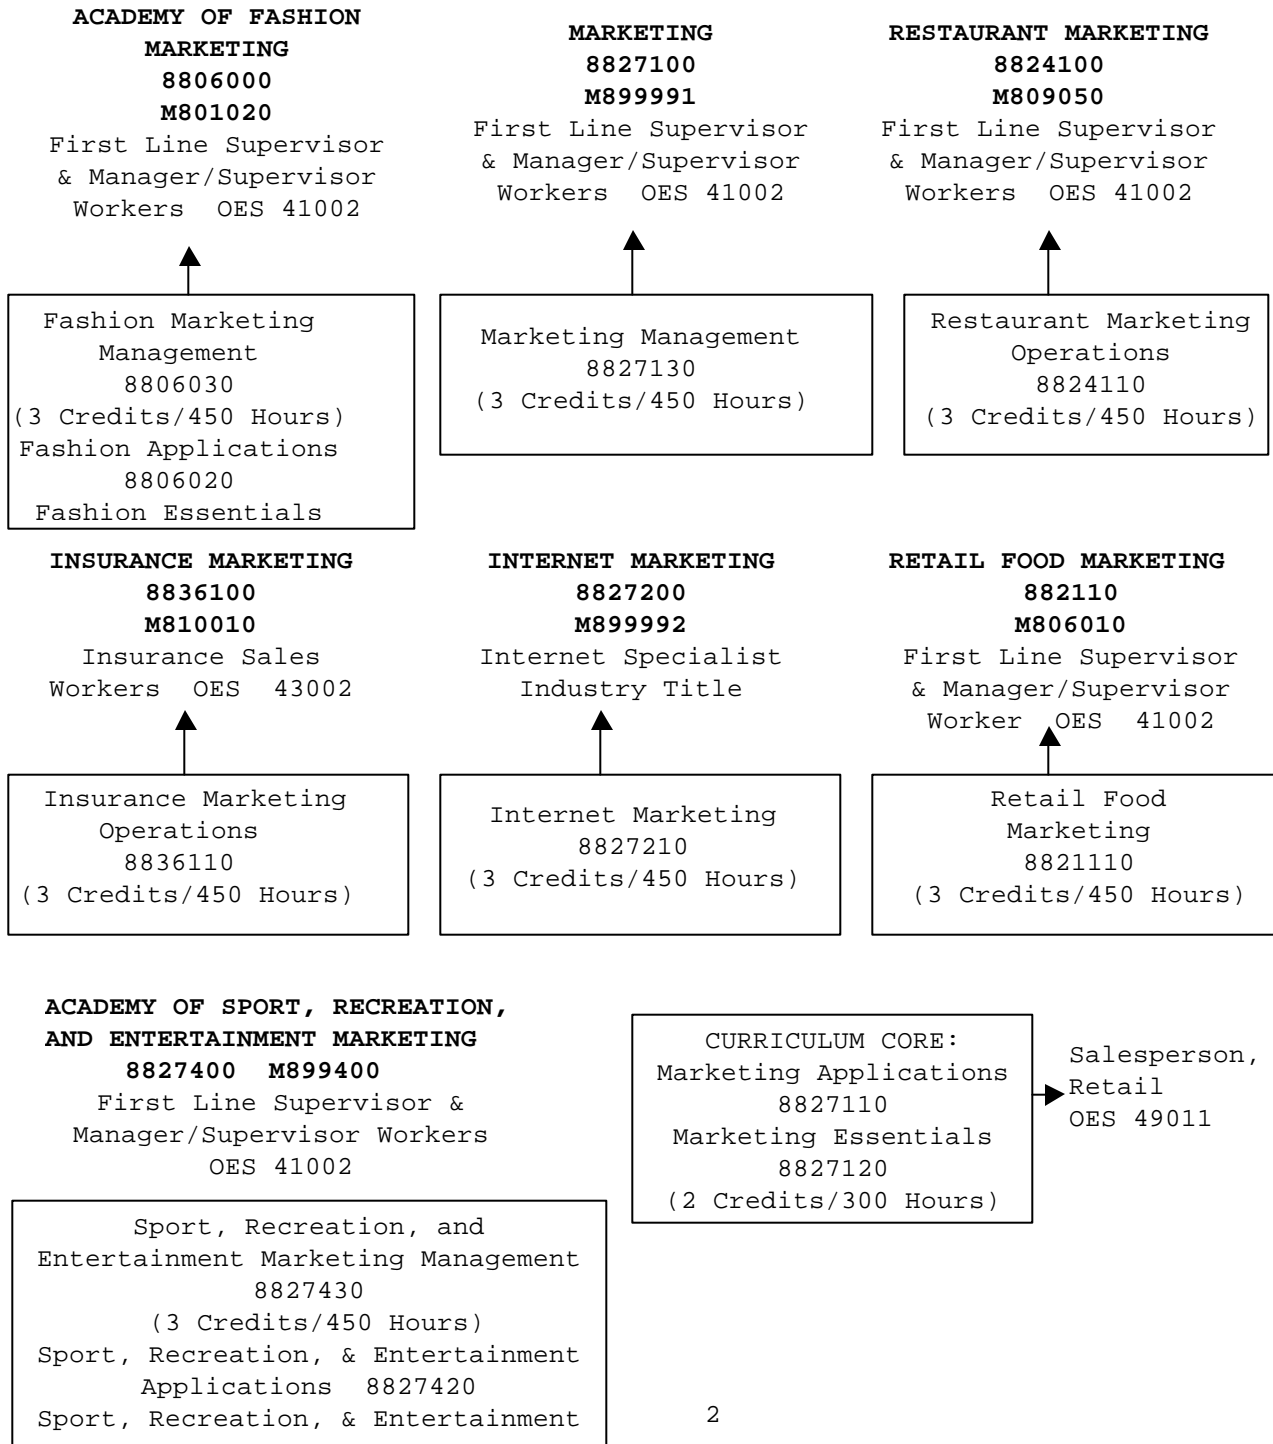 ACADEMY OF FASHION
MARKETING
8806000
M801020
First Line Supervisor
& Manager/Supervisor
Workers  OES 41002
MARKETING
8827100
M899991
First Line Supervisor
& Manager/Supervisor
Workers  OES 41002
RESTAURANT MARKETING
8824100
M809050
First Line Supervisor
& Manager/Supervisor
Workers  OES 41002
Fashion Marketing
Management
8806030
(3 Credits/450 Hours)
Fashion Applications
8806020
Fashion Essentials
Marketing Management
8827130
(3 Credits/450 Hours)
Restaurant Marketing
Operations
8824110
(3 Credits/450 Hours)
INSURANCE MARKETING
8836100
M810010
Insurance Sales
Workers  OES  43002
INTERNET MARKETING
8827200
M899992
Internet Specialist
Industry Title
RETAIL FOOD MARKETING
882110
M806010
First Line Supervisor
& Manager/Supervisor
Worker  OES  41002
Insurance Marketing
Operations
8836110
(3 Credits/450 Hours)
Internet Marketing
8827210
(3 Credits/450 Hours)
Retail Food
Marketing
8821110
(3 Credits/450 Hours)
ACADEMY OF SPORT, RECREATION,
AND ENTERTAINMENT MARKETING
8827400  M899400
First Line Supervisor &
Manager/Supervisor Workers
OES 41002
CURRICULUM CORE:
Marketing Applications
8827110
Marketing Essentials
8827120
(2 Credits/300 Hours)
Salesperson,
Retail
OES 49011
Sport, Recreation, and
Entertainment Marketing Management
8827430
(3 Credits/450 Hours)
Sport, Recreation, & Entertainment
Applications  8827420
Sport, Recreation, & Entertainment
2